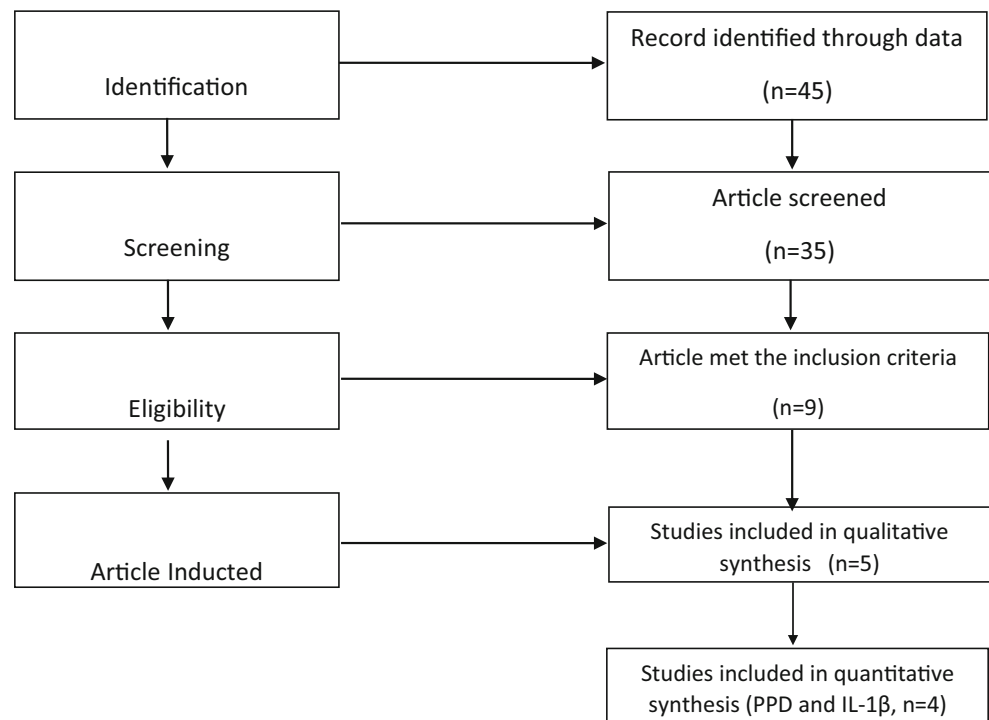 Identification
Record identified through data
(n=45)
Screening
Article screened
(n=35)
Eligibility
Article met the inclusion criteria
(n=9)
Article Inducted
Studies included in qualitative
synthesis (n=5)
Studies included in quantitative
synthesis (PPD and IL-1β, n=4)